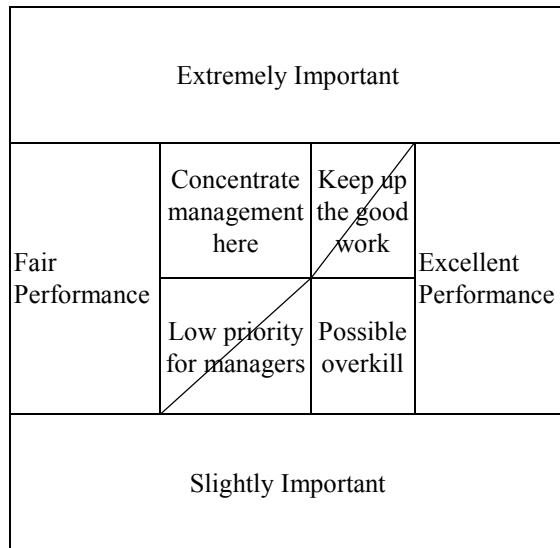 Extremely Important
Concentrate
management
here
Keep up
the good
work
Fair
Performance
Excellent
Performance
Low priority
for managers
Possible
overkill
Slightly Important